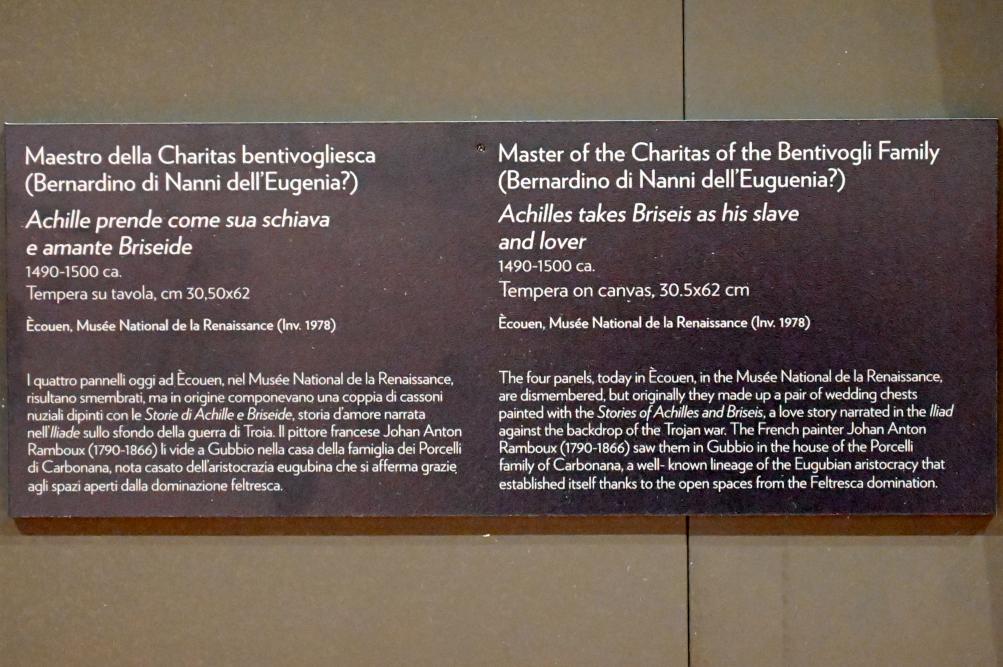 Maestro della Charitas bentivogliesca
(Bernardino di Nanni dell'Eugenia?)
Achille prende come sua schiava
e amante Briseide
1490-1500 ca.
Tempera su tavola, cm 30,50x62
Ècouen, Musée National de la Renaissance (Inv. 1978)
I quattro pannelli oggi ad Ècouen, nel Musée National de la Renaissance,
risultano smembrati, ma in origine componevano una coppia di cassoni
nuziali dipinti con le Storie di Achille e Briseide, storia d'amore narrata
nell'Iliade sullo sfondo della guerra di Troia. Il pittore francese Johan Anton
Ramboux (1790-1866) li vide a Gubbio nella casa della famiglia dei Porcelli
di Carbonana, nota casato dell'aristocrazia eugubina che si afferma grazie
agli spazi aperti dalla dominazione feltresca.
Master of the Charitas of the Bentivogli Family
(Bernardino di Nanni dell'Euguenia?)
Achilles takes Briseis as his slave
and lover
1490-1500 ca.
Tempera on canvas, 30.5x62 cm
Ècouen, Musée National de la Renaissance (Inv. 1978)
The four panels, today in Ècouen, in the Musée National de la Renaissance,
are dismembered, but originally they made up a pair of wedding chests
painted with the Stories of Achilles and Briseis, a love story narrated in the Iliad
against the backdrop of the Trojan war. The French painter Johan Anton
Ramboux (1790-1866) saw them in Gubbio in the house of the Porcelli
family of Carbonana, a well- known lineage of the Eugubian aristocracy that
established itself thanks to the open spaces from the Feltresca domination.